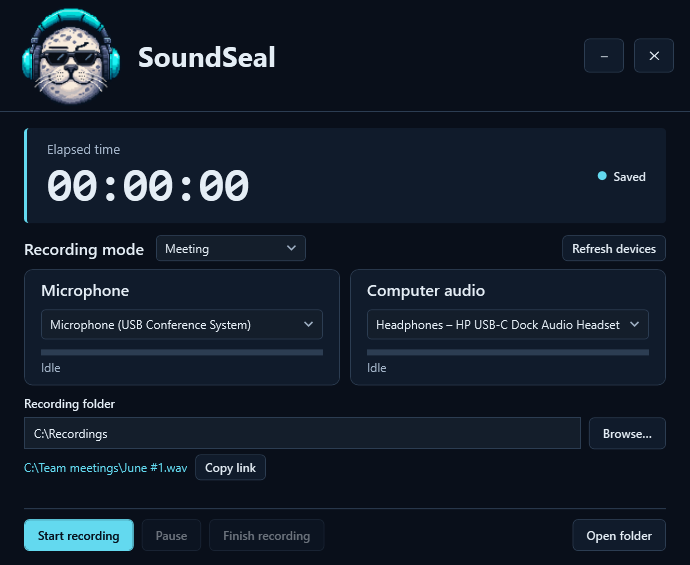 SoundSeal
Elapsed time
00:00:00
Saved
Recording mode
Meeting
Refresh devices
Microphone
Microphone (USB Conference System)
Idle
Computer audio
Headphones – HP USB-C Dock Audio Headset
Idle
Recording folder
C:\Recordings
Browse...
C:\Team meetings\June #1.wav
Copy link
Start recording
Pause
Finish recording
Open folder